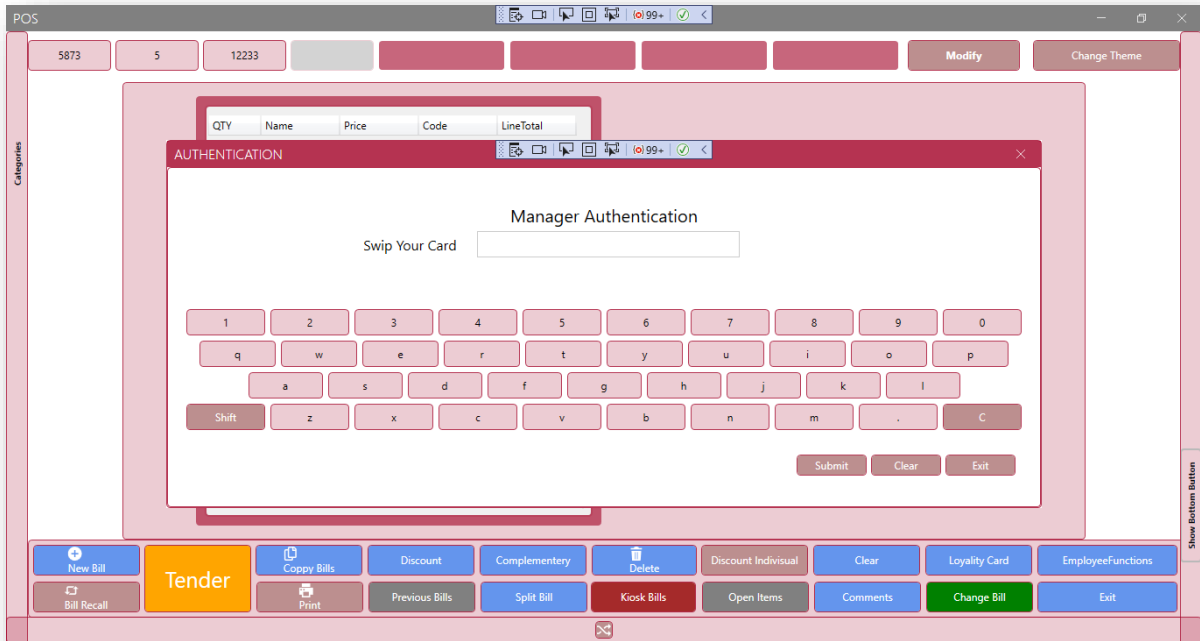 POS
99+
5873 5 12233 Modify Change Theme
Categories
QTY Name Price Code LineTotal
AUTHENTICATION 99+
Manager Authentication
Swip Your Card
1 2 3 4 5 6 7 8 9 0
q w e r t y u i o p
a s d f g h j k l
Shift z x c v b n m . C
Submit Clear Exit
Show Bottom Button
New Bill Tender Coppy Bills Discount Complementery Delete Discount Indivisual Clear Loyality Card EmployeeFunctions
Bill Recall Print Previous Bills Split Bill Kiosk Bills Open Items Comments Change Bill Exit